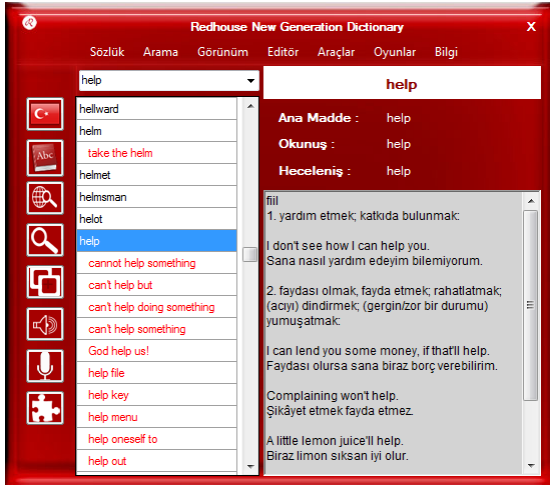 Redhouse New Generation Dictionary
X
Sözlük Arama Görünüm Editör Araçlar Oyunlar Bilgi
help
hellward
helm
take the helm
helmet
helmsman
helot
help
cannot help something
can't help but
can't help doing something
can't help something
God help us!
help file
help key
help menu
help oneself to
help out
Abc
help
Ana Madde : help
Okunuş : help
Heceleniş : help
fiil
1. yardım etmek; katkıda bulunmak:
I don't see how I can help you.
Sana nasıl yardım edeyim bilemiyorum.
2. faydası olmak, fayda etmek; rahatlatmak;
(acıyı) dindirmek; (gergin/zor bir durumu)
yumuşatmak:
I can lend you some money, if that'll help.
Faydası olursa sana biraz borç verebilirim.
Complaining won't help.
Şikâyet etmek fayda etmez.
A little lemon juice'll help.
Biraz limon sıksan iyi olur.